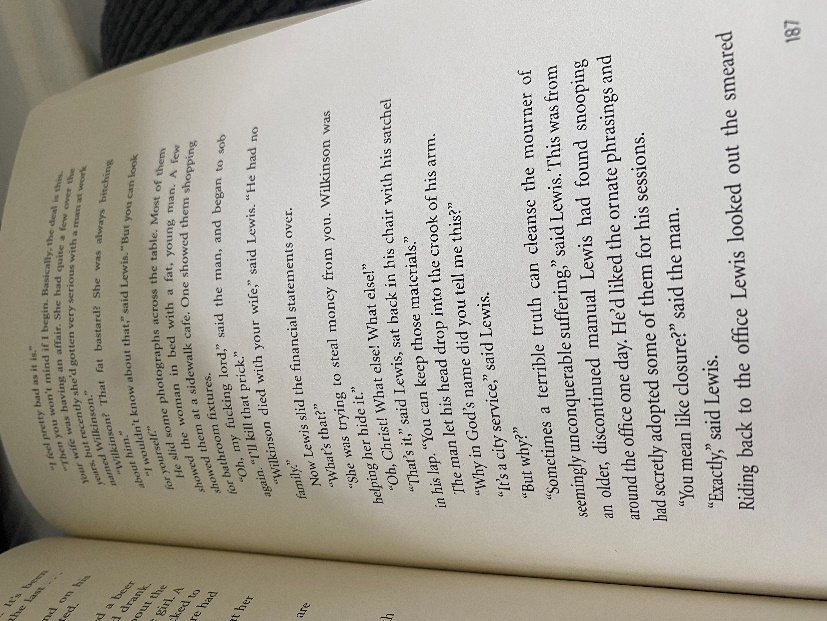 "I feel pretty bad as it is."
"Then you won't mind if I begin. Basically, the deal is this.
Your wife was having an affair. She had quite a few over the
years, but recently she'd gotten very serious with a man at work
named Wilkinson."
"Wilkinson? That fat bastard? She was always bitching
about him."
"I wouldn't know about that," said Lewis. "But you can look
for yourself."
He slid some photographs across the table. Most of them
showed the woman in bed with a fat, young man. A few
showed them at a sidewalk cafe. One showed them shopping
for bathroom fixtures.
"Oh, my fucking lord," said the man, and began to sob
again. "I'll kill that prick."
"Wilkinson died with your wife," said Lewis. "He had no
family."
Now Lewis slid the financial statements over.
"What's that?"
"She was trying to steal money from you. Wilkinson was
helping her hide it."
"Oh, Christ! What else! What else!"
"That's it," said Lewis, sat back in his chair with his satchel
in his lap. "You can keep those materials."
The man let his head drop into the crook of his arm.
"Why in God's name did you tell me this?"
"It's a city service," said Lewis.
"But why?"
"Sometimes a terrible truth can cleanse the mourner of
seemingly unconquerable suffering," said Lewis. This was from
an older, discontinued manual Lewis had found snooping
around the office one day. He'd liked the ornate phrasings and
had secretly adopted some of them for his sessions.
"You mean like closure?" said the man.
"Exactly," said Lewis.
Riding back to the office Lewis looked out the smeared
187
It's been
the last . . .
nd on his
ted.
d a beer
d drank
bout the
girl. A
ked to
re had
t her
are
h